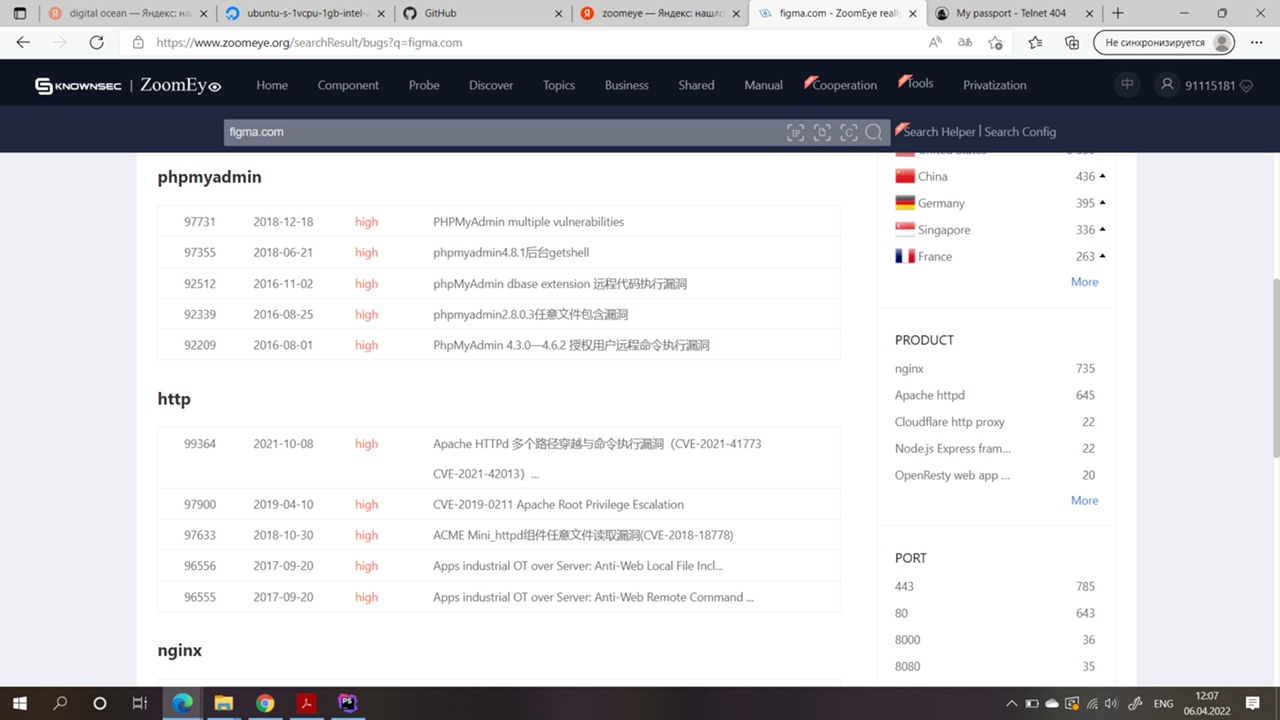 digital ocean — Яндекс: на
ubuntu-s-1vcpu-1gb-intel-
GitHub
zoomeye — Яндекс: нашло
figma.com - ZoomEye reall
My passport - Telnet 404
https://www.zoomeye.org/searchResult/bugs?q=figma.com
Не синхронизируется
KNOWNSEC | ZoomEye
Home
Component
Probe
Discover
Topics
Business
Shared
Manual
Cooperation
Tools
Privatization
中
91115181
figma.com
Search Helper | Search Config
phpmyadmin
97731 2018-12-18 high PHPMyAdmin multiple vulnerabilities
97355 2018-06-21 high phpmyadmin4.8.1后台getshell
92512 2016-11-02 high phpMyAdmin dbase extension 远程代码执行漏洞
92339 2016-08-25 high phpmyadmin2.8.0.3任意文件包含漏洞
92209 2016-08-01 high PhpMyAdmin 4.3.0—4.6.2 授权用户远程命令执行漏洞
http
99364 2021-10-08 high Apache HTTPd 多个路径穿越与命令执行漏洞（CVE-2021-41773
CVE-2021-42013）...
97900 2019-04-10 high CVE-2019-0211 Apache Root Privilege Escalation
97633 2018-10-30 high ACME Mini_httpd组件任意文件读取漏洞(CVE-2018-18778)
96556 2017-09-20 high Apps industrial OT over Server: Anti-Web Local File Incl...
96555 2017-09-20 high Apps industrial OT over Server: Anti-Web Remote Command ...
nginx
United States
China 436
Germany 395
Singapore 336
France 263
More
PRODUCT
nginx 735
Apache httpd 645
Cloudflare http proxy 22
Node.js Express fram... 22
OpenResty web app ... 20
More
PORT
443 785
80 643
8000 36
8080 35
ENG
12:07
06.04.2022